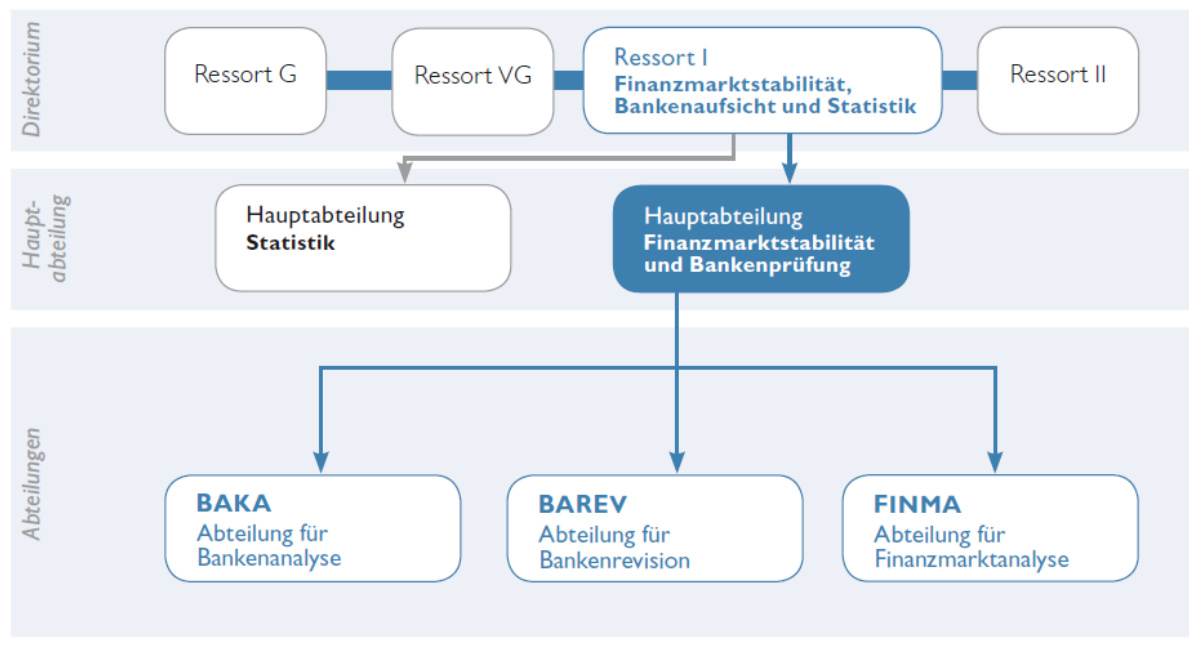 Direktorium
Ressort G
Ressort VG
Ressort I
Finanzmarktstabilität,
Bankenaufsicht und Statistik
Ressort II
Haupt-
abteilung
Hauptabteilung
Statistik
Hauptabteilung
Finanzmarktstabilität
und Bankenprüfung
Abteilungen
BAKA
Abteilung für
Bankenanalyse
BAREV
Abteilung für
Bankenrevision
FINMA
Abteilung für
Finanzmarktanalyse